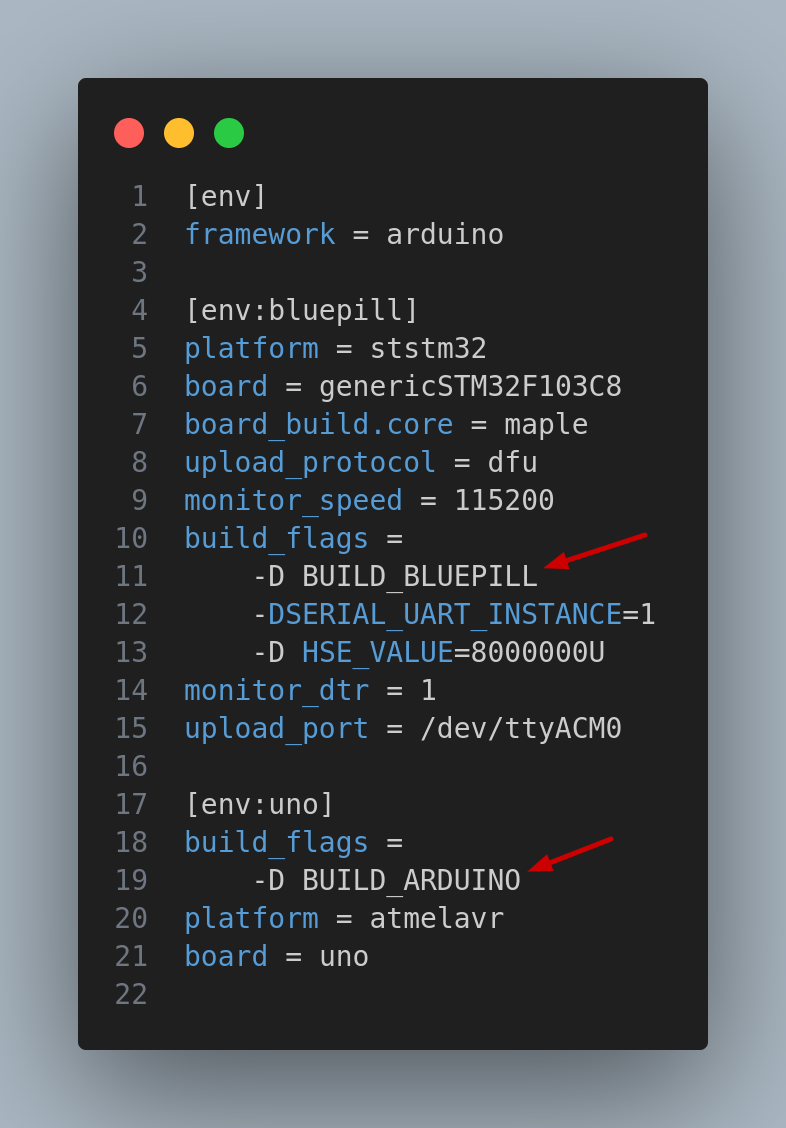 1 [env]
2 framework = arduino
3
4 [env:bluepill]
5 platform = ststm32
6 board = genericSTM32F103C8
7 board_build.core = maple
8 upload_protocol = dfu
9 monitor_speed = 115200
10 build_flags =
11     -D BUILD_BLUEPILL
12     -DSERIAL_UART_INSTANCE=1
13     -D HSE_VALUE=8000000U
14 monitor_dtr = 1
15 upload_port = /dev/ttyACM0
16
17 [env:uno]
18 build_flags =
19     -D BUILD_ARDUINO
20 platform = atmelavr
21 board = uno
22